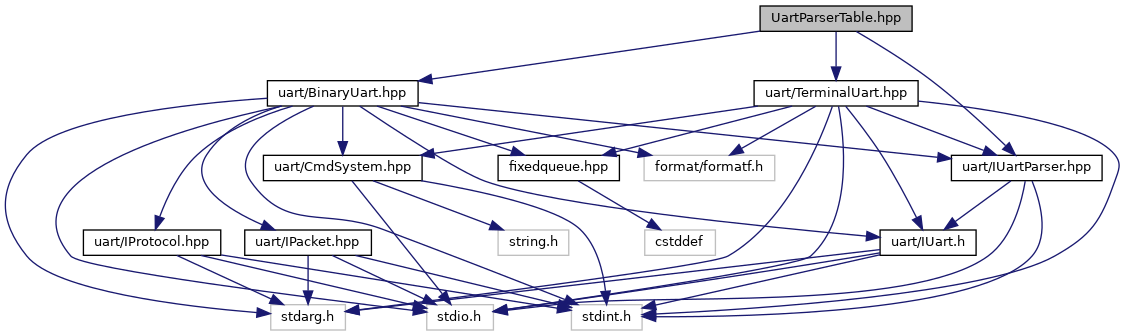 UartParserTable.hpp
uart/BinaryUart.hpp
uart/TerminalUart.hpp
uart/CmdSystem.hpp
fixedqueue.hpp
format/formatf.h
uart/IUartParser.hpp
uart/IProtocol.hpp
uart/IPacket.hpp
string.h
cstddef
uart/IUart.h
stdarg.h
stdio.h
stdint.h